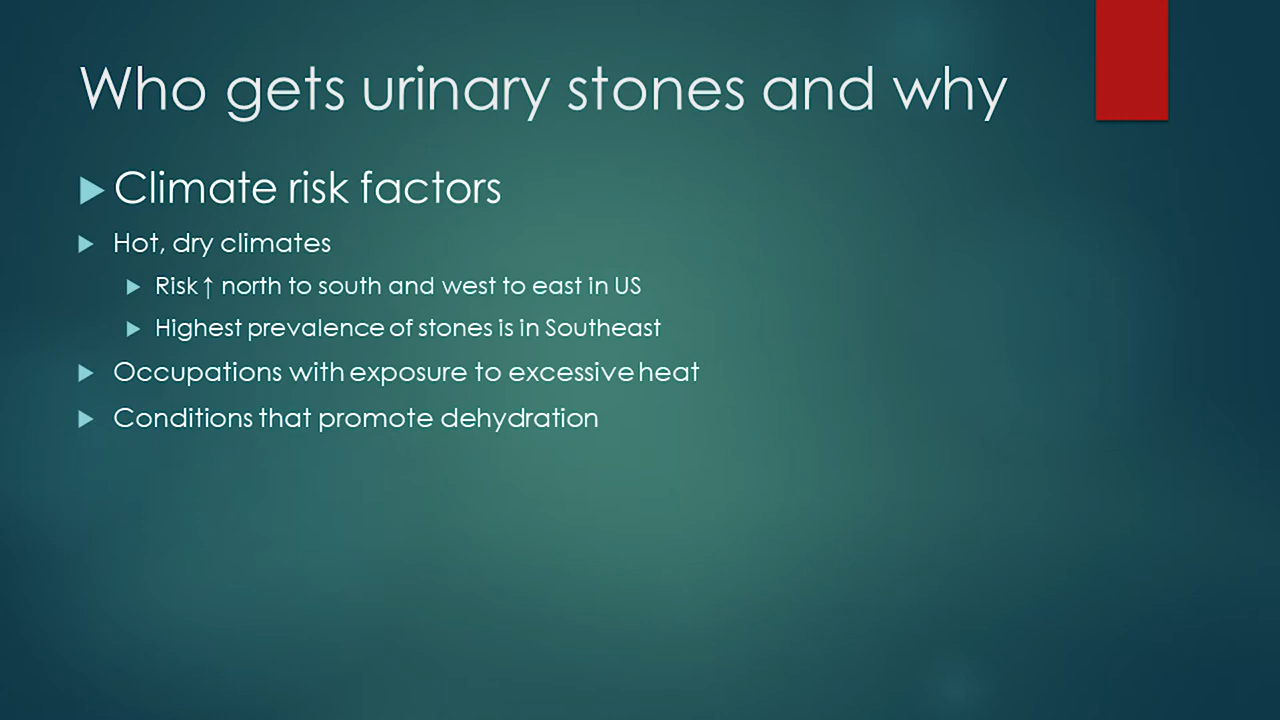 Who gets urinary stones and why
Climate risk factors
Hot, dry climates
Risk ↑ north to south and west to east in US
Highest prevalence of stones is in Southeast
Occupations with exposure to excessive heat
Conditions that promote dehydration